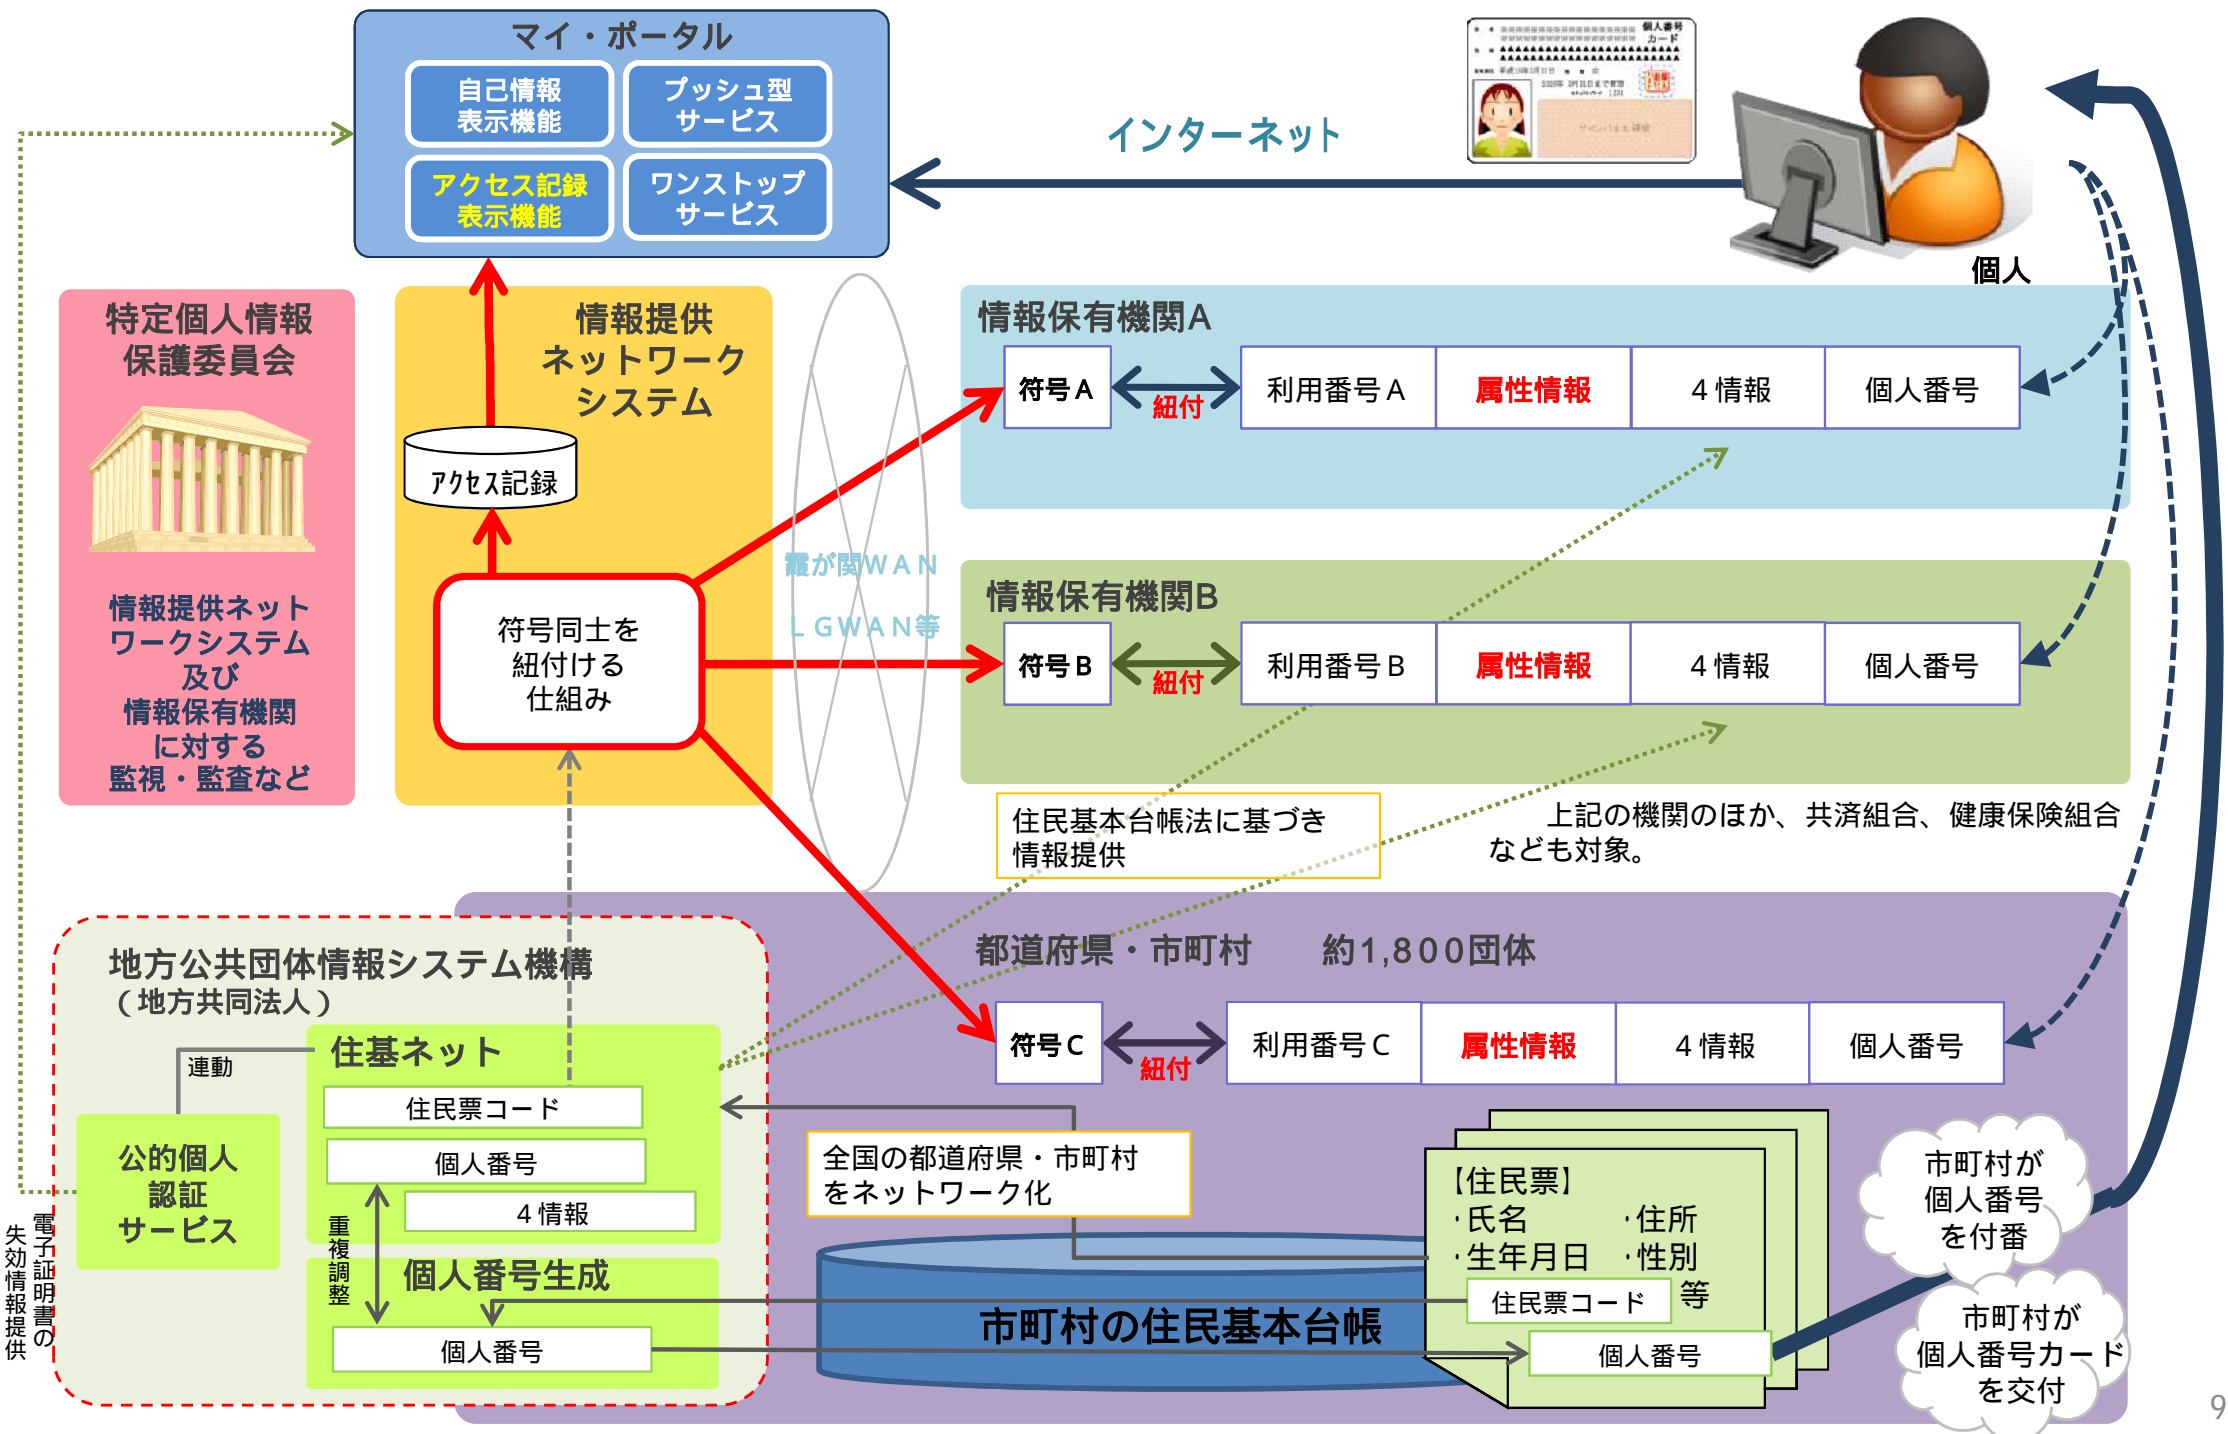 マイ・ポータル
自己情報
表示機能
プッシュ型
サービス
アクセス記録
表示機能
ワンストップ
サービス
インターネット
個人番号
カード
個人
特定個人情報
保護委員会
情報提供ネット
ワークシステム
及び
情報保有機関
に対する
監視・監査など
情報提供
ネットワーク
システム
アクセス記録
符号同士を
紐付ける
仕組み
霞が関WAN
LGWAN等
情報保有機関A
符号A
紐付
利用番号A
属性情報
4情報
個人番号
情報保有機関B
符号B
紐付
利用番号B
属性情報
4情報
個人番号
住民基本台帳法に基づき
情報提供
上記の機関のほか、共済組合、健康保険組合
なども対象。
都道府県・市町村　　約1,800団体
符号C
紐付
利用番号C
属性情報
4情報
個人番号
地方公共団体情報システム機構
（地方共同法人）
連動
住基ネット
住民票コード
個人番号
4情報
公的個人
認証
サービス
重複調整
個人番号生成
個人番号
電子証明書の
失効情報提供
全国の都道府県・市町村
をネットワーク化
市町村の住民基本台帳
【住民票】
・氏名　　　・住所
・生年月日　・性別
等
住民票コード
個人番号
市町村が
個人番号
を付番
市町村が
個人番号カード
を交付
9